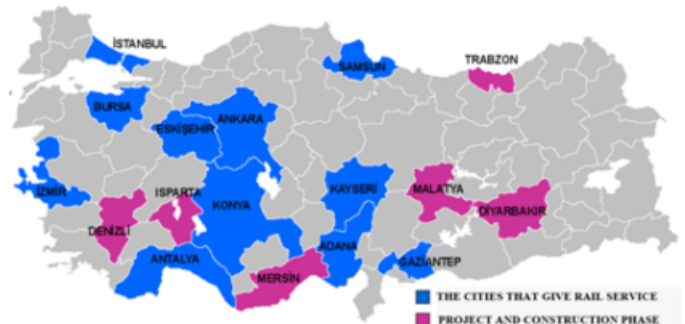 İSTANBUL
TRABZON
SAMSUN
BURSA
ANKARA
ESKİŞEHİR
İZMİR
ISPARTA
KAYSERİ
MALATYA
KONYA
DİYARBAKIR
DENİZLİ
ADANA
ANTALYA
GAZİANTEP
MERSİN
THE CITIES THAT GIVE RAIL SERVICE
PROJECT AND CONSTRUCTION PHASE